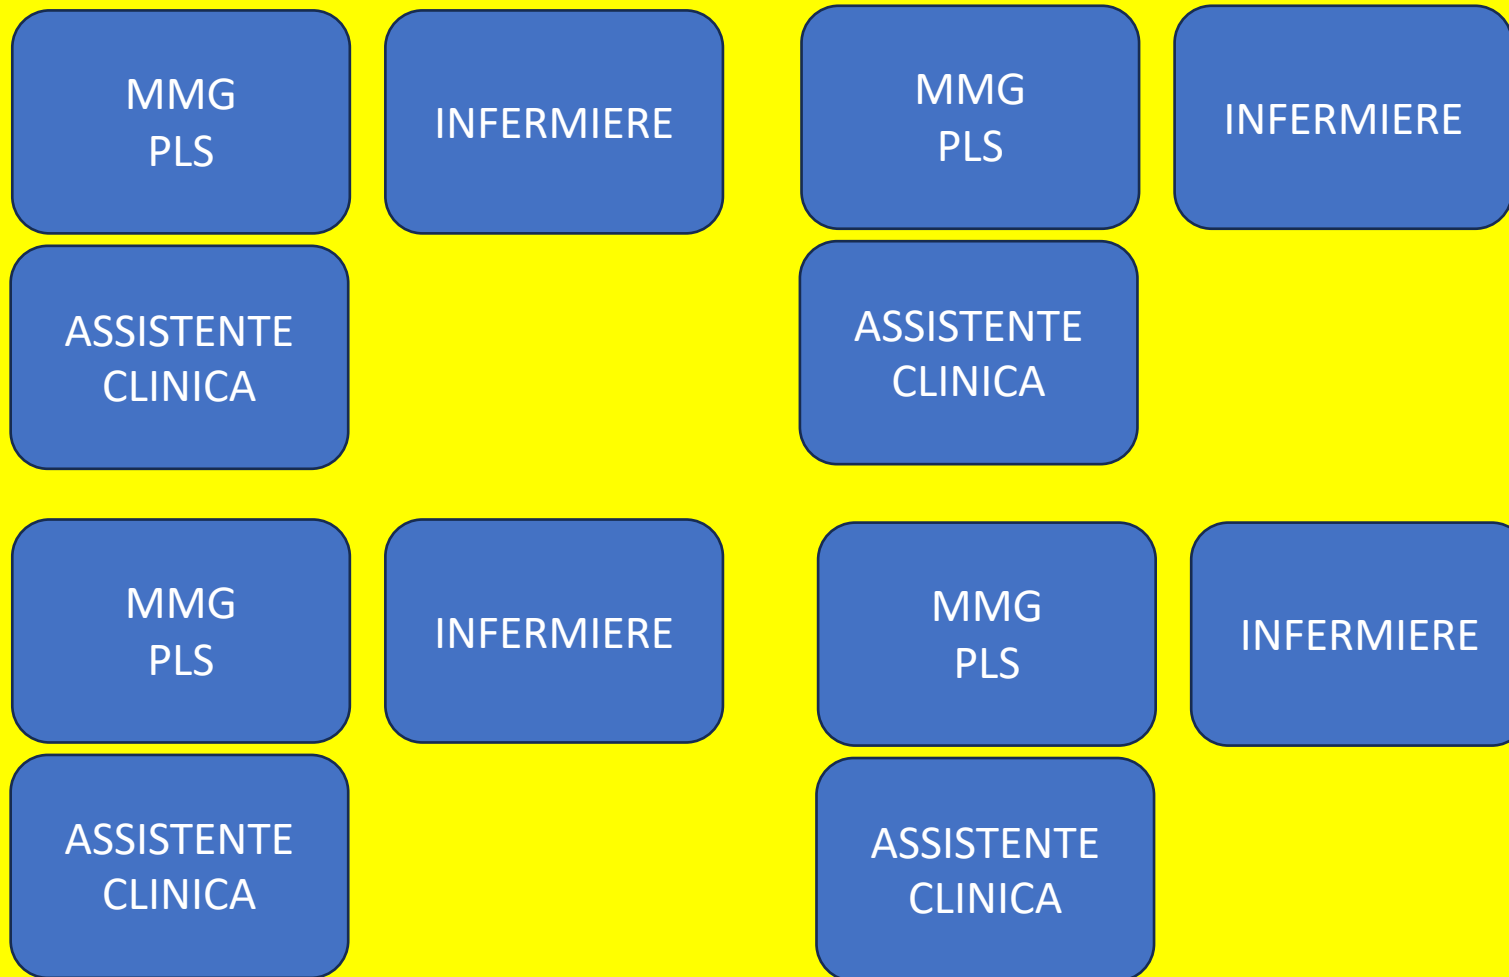 MMG
PLS
INFERMIERE
ASSISTENTE
CLINICA
MMG
PLS
INFERMIERE
ASSISTENTE
CLINICA
MMG
PLS
INFERMIERE
ASSISTENTE
CLINICA
MMG
PLS
INFERMIERE
ASSISTENTE
CLINICA